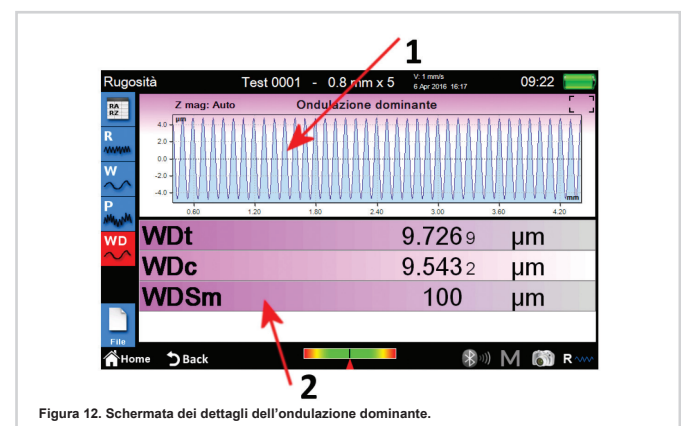 1
Rugosità Test 0001 - 0.8 mm x 5 V: 1 mm/s 09:22
6 Apr 2016 16:17
RA
RZ
Z mag: Auto Ondulazione dominante
µm
4.0
2.0
0.0
-2.0
-4.0
mm
0.60 1.20 1.80 2.40 3.00 3.60 4.20
R
W
P
WD
WDt 9.7269 µm
WDc 9.5432 µm
WDSm 100 µm
File
Home Back M R
2
Figura 12. Schermata dei dettagli dell'ondulazione dominante.